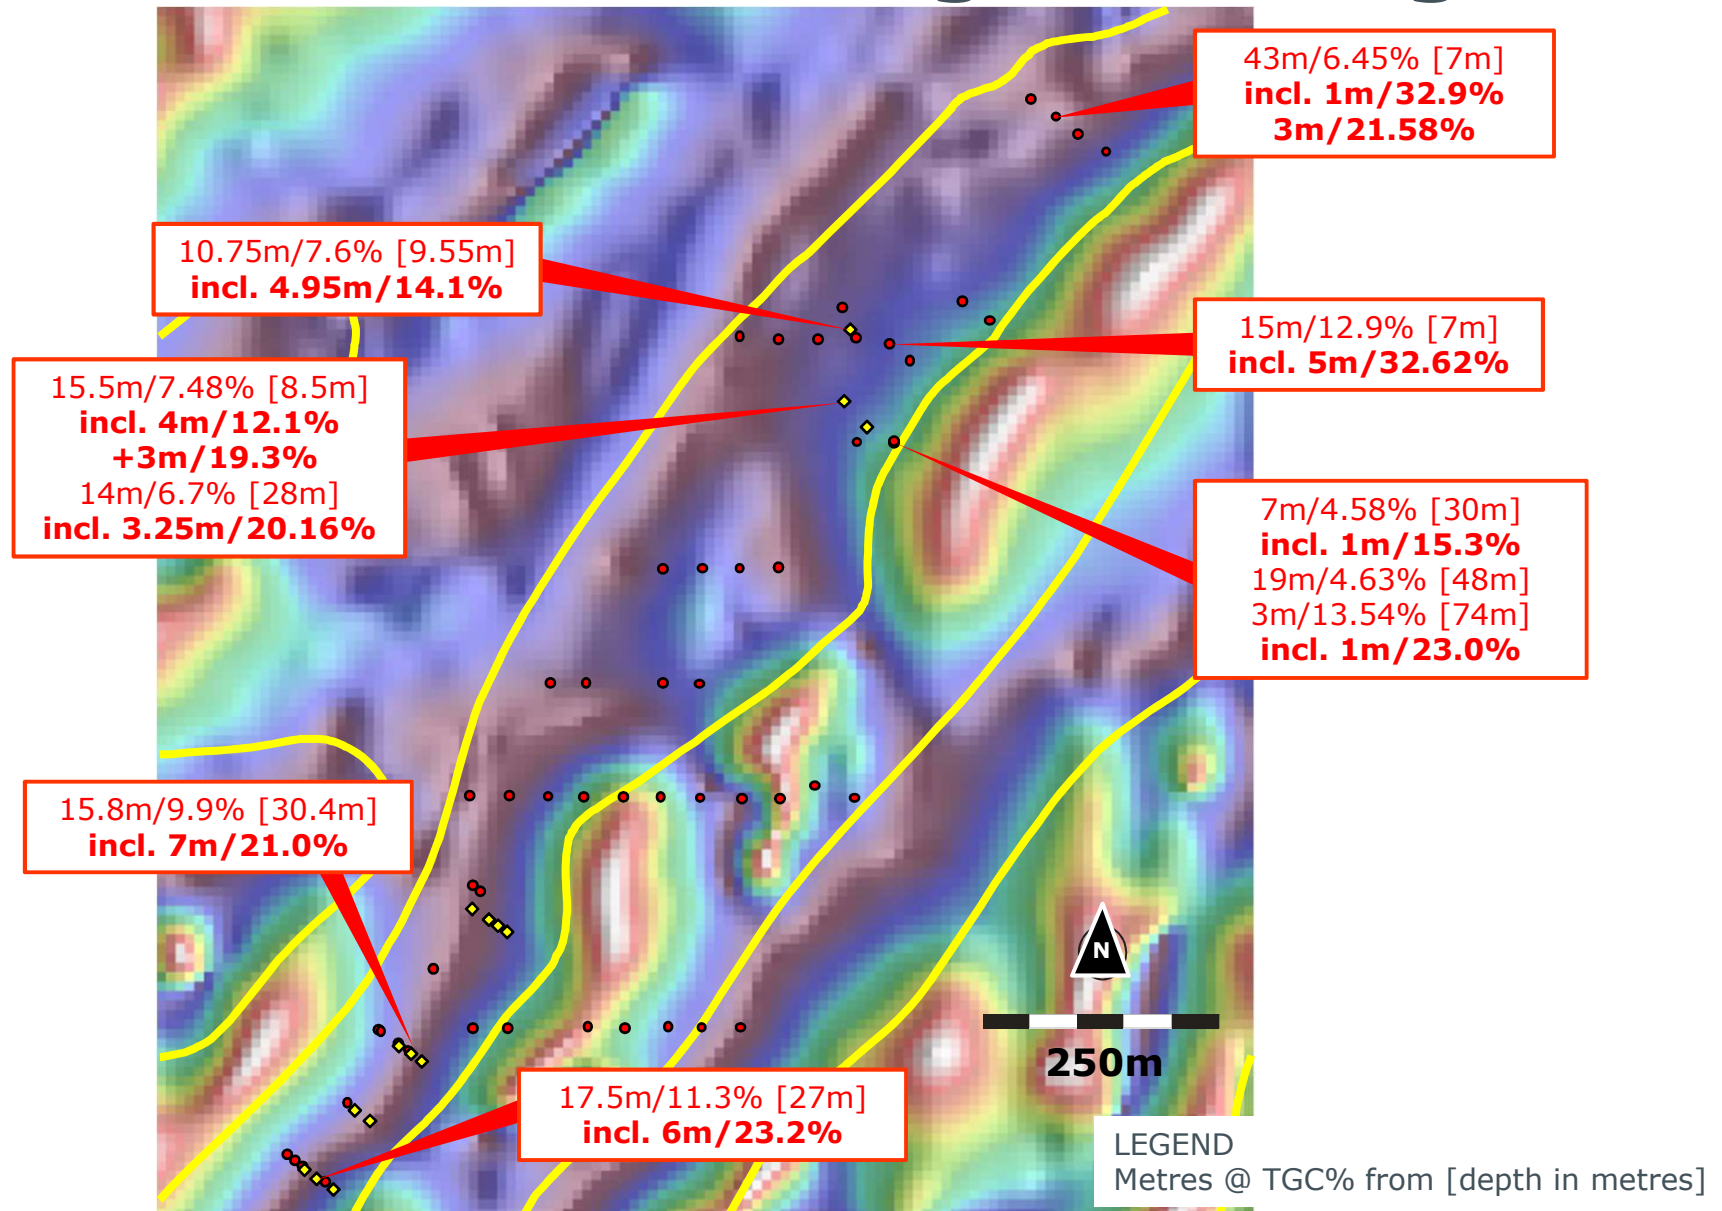 43m/6.45% [7m]
incl. 1m/32.9%
3m/21.58%
10.75m/7.6% [9.55m]
incl. 4.95m/14.1%
15m/12.9% [7m]
incl. 5m/32.62%
15.5m/7.48% [8.5m]
incl. 4m/12.1%
+3m/19.3%
14m/6.7% [28m]
incl. 3.25m/20.16%
7m/4.58% [30m]
incl. 1m/15.3%
19m/4.63% [48m]
3m/13.54% [74m]
incl. 1m/23.0%
15.8m/9.9% [30.4m]
incl. 7m/21.0%
N
250m
17.5m/11.3% [27m]
incl. 6m/23.2%
LEGEND
Metres @ TGC% from [depth in metres]